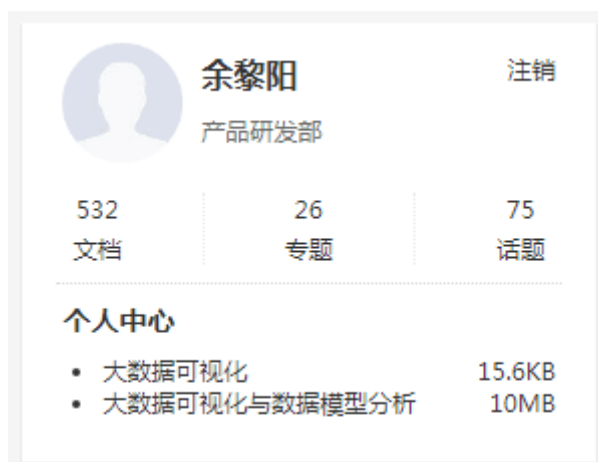 余黎阳 注销
产品研发部
532 26 75
文档 专题 话题
个人中心
• 大数据可视化 15.6KB
• 大数据可视化与数据模型分析 10MB